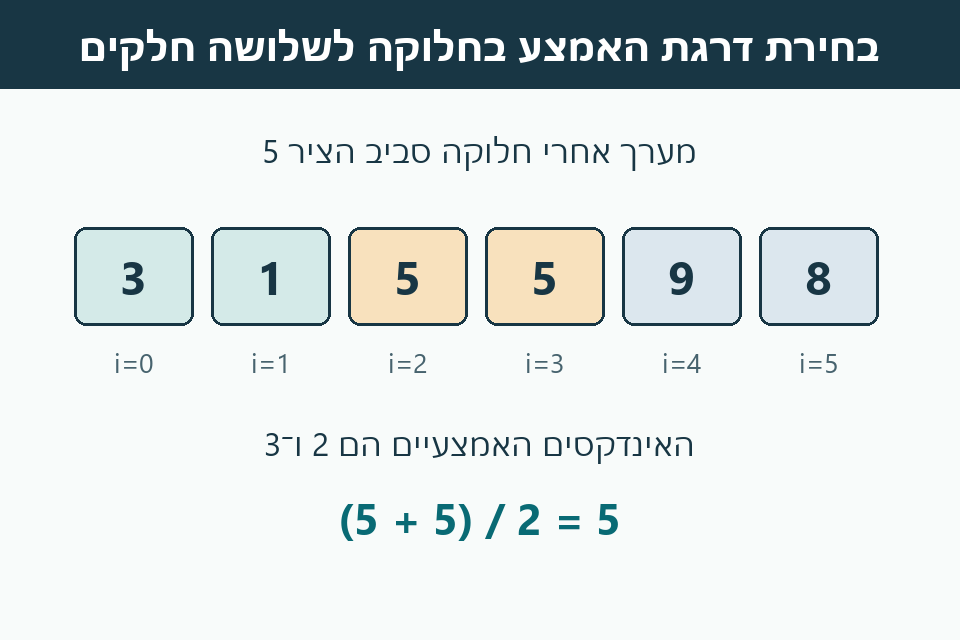 בחירת דרגת האמצע בחלוקה לשלושה חלקים
מערך אחרי חלוקה סביב הציר 5
3 1 5 5 9 8
i=0 i=1 i=2 i=3 i=4 i=5
האינדקסים האמצעיים הם 2 ו־3
(5 + 5) / 2 = 5